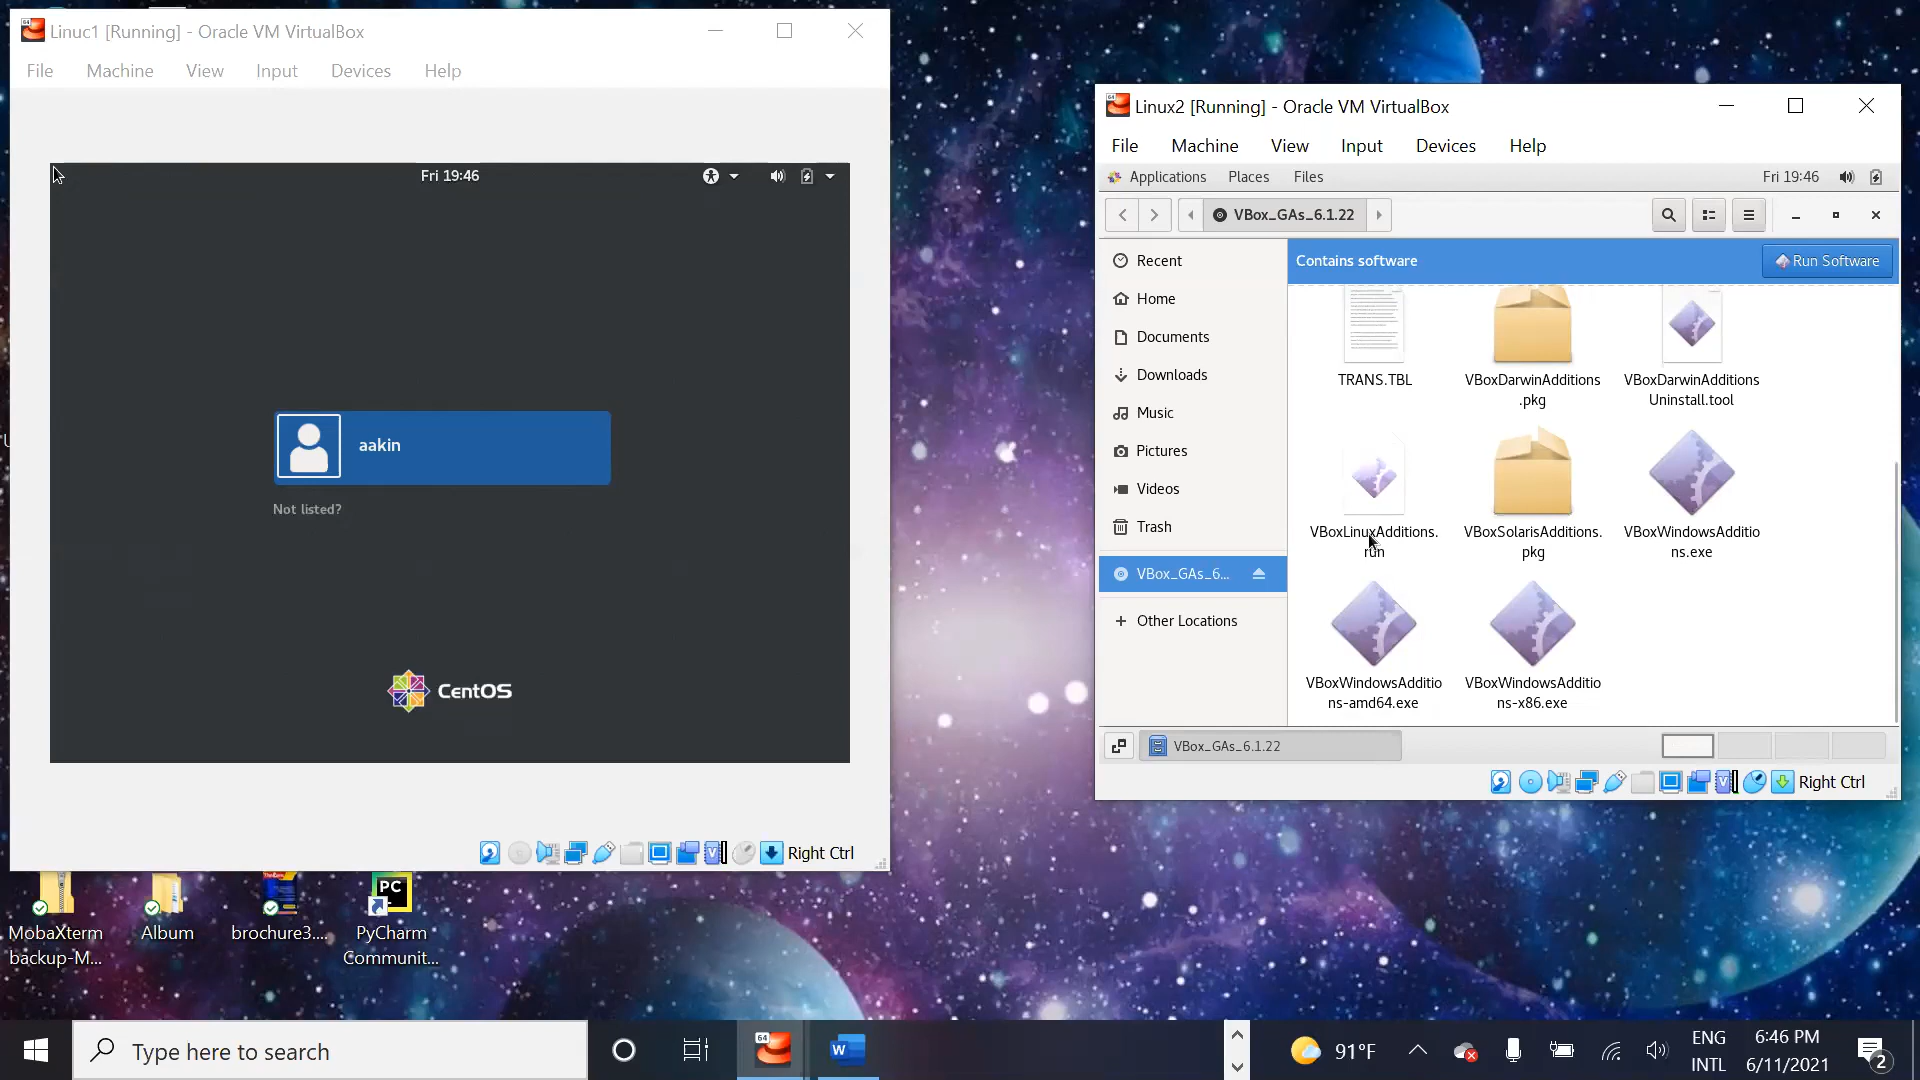 Linuc1 [Running] - Oracle VM VirtualBox
File Machine View Input Devices Help
Fri 19:46
aakin
Not listed?
CentOS
Right Ctrl
Linux2 [Running] - Oracle VM VirtualBox
File Machine View Input Devices Help
Applications Places Files Fri 19:46
VBox_GAs_6.1.22
Contains software Run Software
Recent
Home
Documents
Downloads
Music
Pictures
Videos
Trash
VBox_GAs_6...
Other Locations
TRANS.TBL
VBoxDarwinAdditions
.pkg
VBoxDarwinAdditions
Uninstall.tool
VBoxLinuxAdditions.
run
VBoxSolarisAdditions.
pkg
VBoxWindowsAdditio
ns.exe
VBoxWindowsAdditio
ns-amd64.exe
VBoxWindowsAdditio
ns-x86.exe
VBox_GAs_6.1.22
Right Ctrl
MobaXterm
backup-M...
Album
brochure3....
PC
PyCharm
Communit...
Type here to search
64
W
91°F
ENG
INTL
6:46 PM
6/11/2021
2